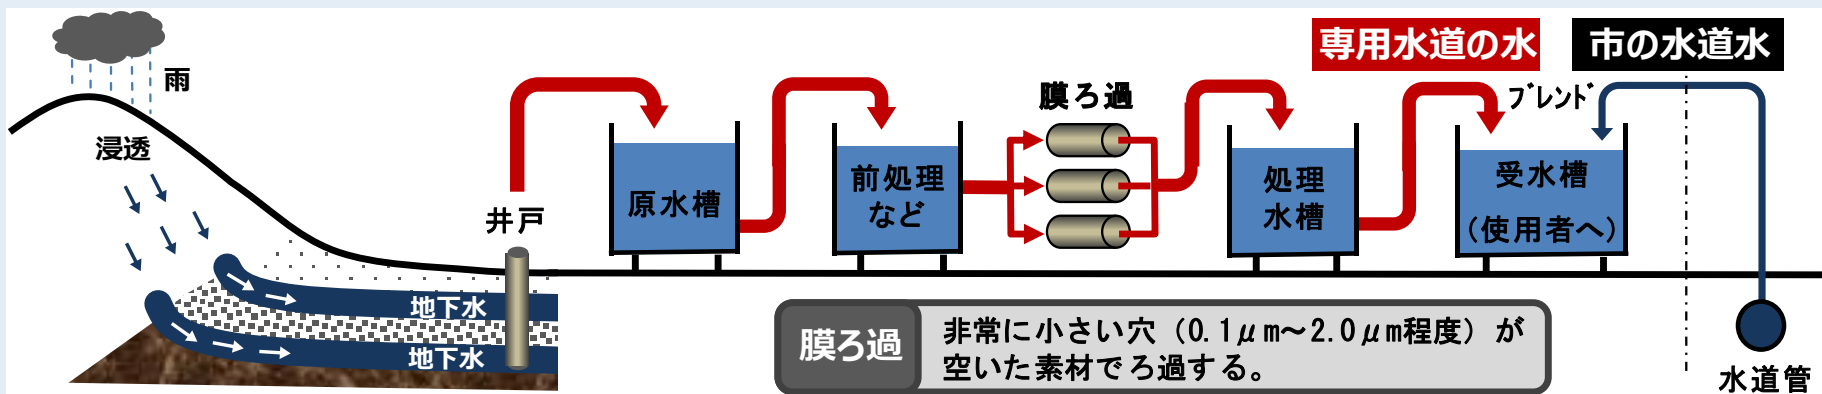 雨
浸透
地下水
地下水
井戸
原水槽
前処理
など
膜ろ過
処理
水槽
専用水道の水
ブレンド
市の水道水
受水槽
(使用者へ)
水道管
膜ろ過
非常に小さい穴（0.1μm～2.0μm程度）が
空いた素材でろ過する。